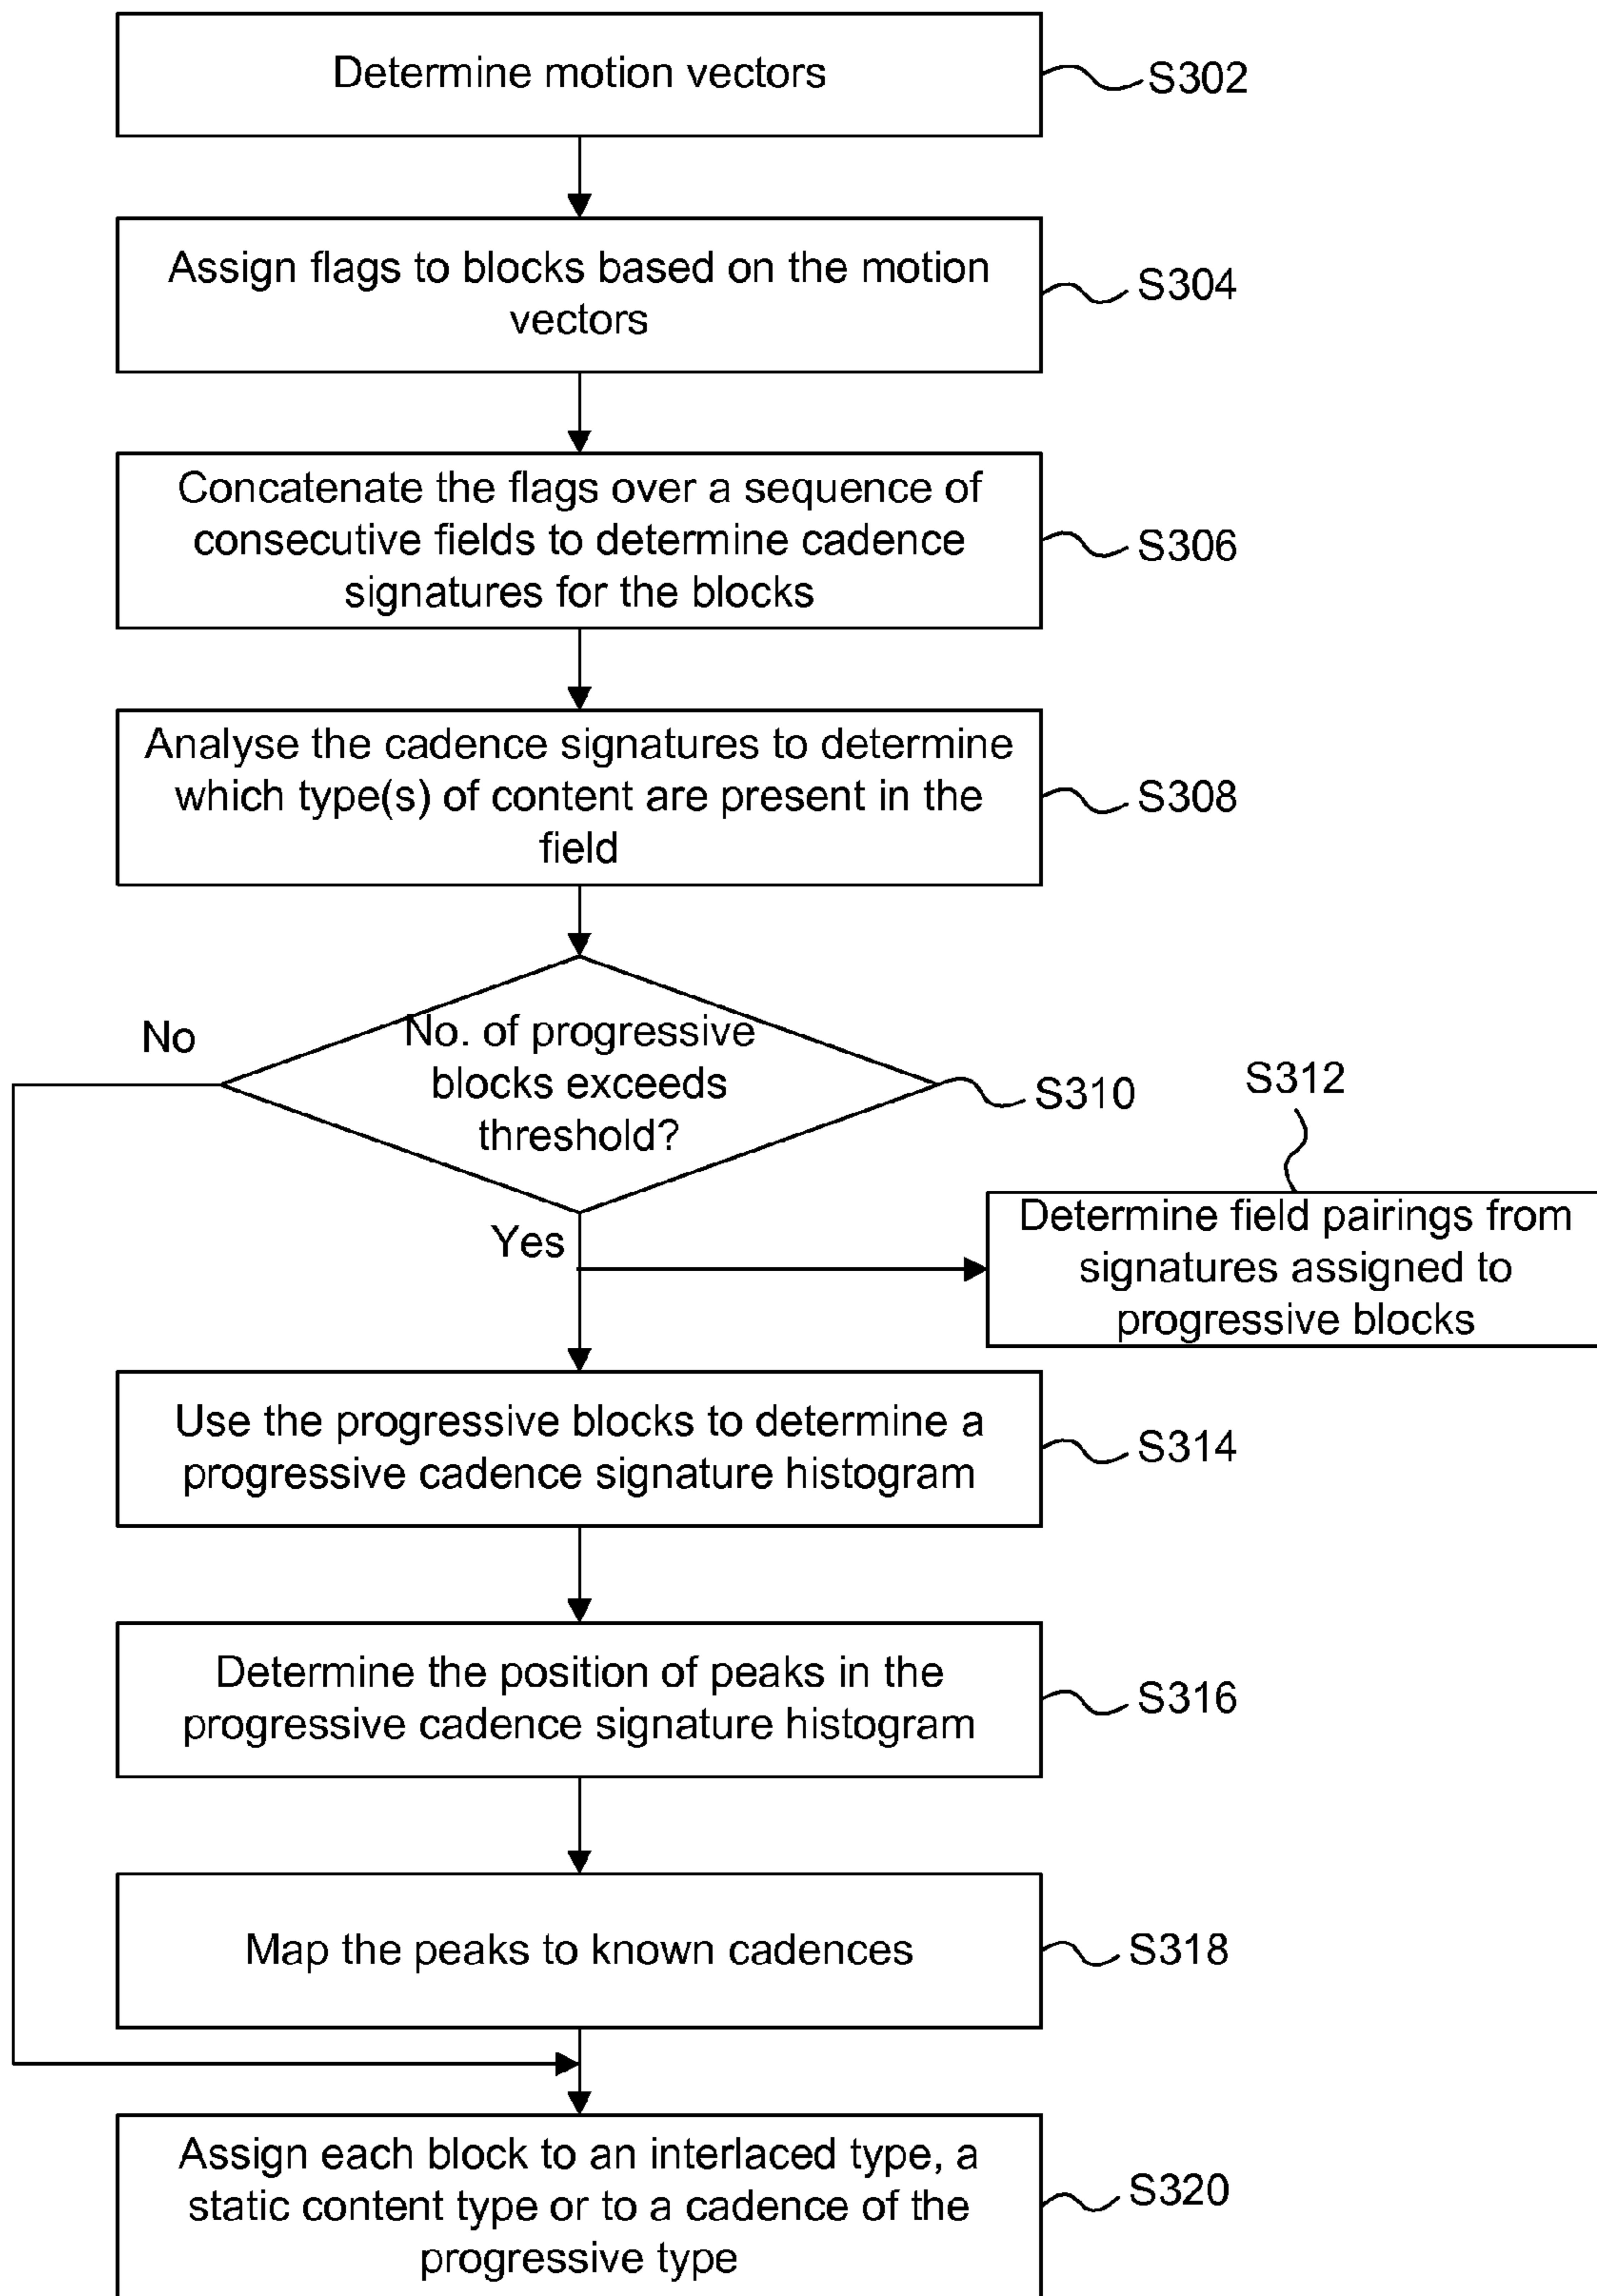 Determine motion vectors
S302
Assign flags to blocks based on the motion
vectors
S304
Concatenate the flags over a sequence of
consecutive fields to determine cadence
signatures for the blocks
S306
Analyse the cadence signatures to determine
which type(s) of content are present in the
field
S308
No
No. of progressive
blocks exceeds
threshold?
S310
S312
Yes
Determine field pairings from
signatures assigned to
progressive blocks
Use the progressive blocks to determine a
progressive cadence signature histogram
S314
Determine the position of peaks in the
progressive cadence signature histogram
S316
Map the peaks to known cadences
S318
Assign each block to an interlaced type, a
static content type or to a cadence of the
progressive type
S320